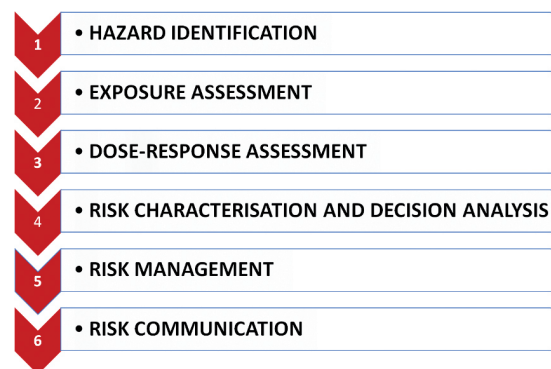 1 • HAZARD IDENTIFICATION
2 • EXPOSURE ASSESSMENT
3 • DOSE-RESPONSE ASSESSMENT
4 • RISK CHARACTERISATION AND DECISION ANALYSIS
5 • RISK MANAGEMENT
6 • RISK COMMUNICATION